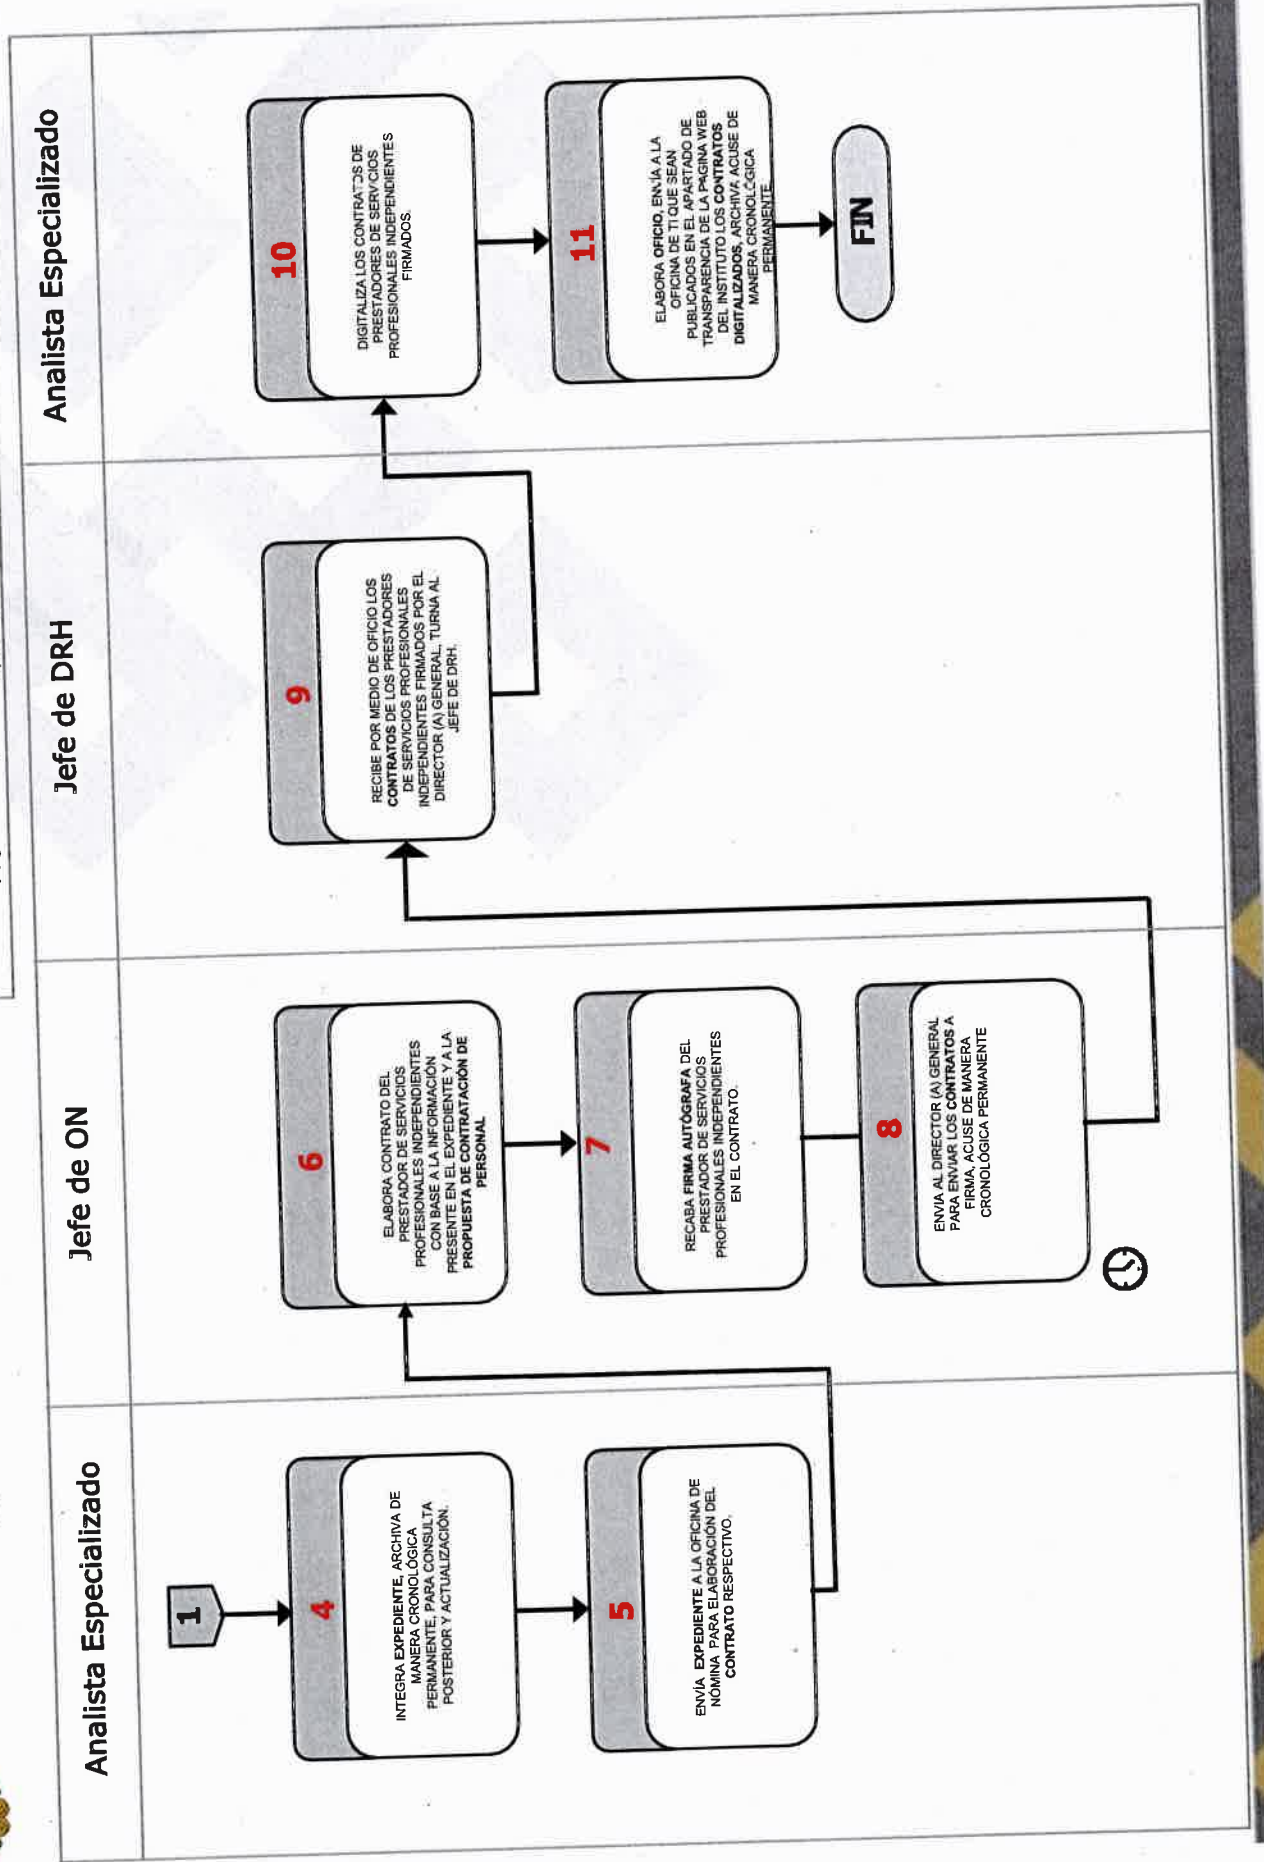 Analista Especializado
Jefe de ON
Jefe de DRH
Analista Especializado
1
4
INTEGRA EXPEDIENTE, ARCHIVA DE
MANERA CRONOLÓGICA
PERMANENTE, PARA CONSULTA
POSTERIOR Y ACTUALIZACIÓN.
5
ENVÍA EXPEDIENTE A LA OFICINA DE
NÓMINA PARA ELABORACIÓN DEL
CONTRATO RESPECTIVO.
6
ELABORA CONTRATO DEL
PRESTADOR DE SERVICIOS
PROFESIONALES INDEPENDIENTES
CON BASE A LA INFORMACIÓN
PRESENTE EN EL EXPEDIENTE Y A LA
PROPUESTA DE CONTRATACIÓN DE
PERSONAL
7
RECABA FIRMA AUTÓGRAFA DEL
PRESTADOR DE SERVICIOS
PROFESIONALES INDEPENDIENTES
EN EL CONTRATO.
8
ENVIA AL DIRECTOR (A) GENERAL
PARA ENVIAR LOS CONTRATOS A
FIRMA, ACUSE DE MANERA
CRONOLÓGICA PERMANENTE
9
RECIBE POR MEDIO DE OFICIO LOS
CONTRATOS DE LOS PRESTADORES
DE SERVICIOS PROFESIONALES
INDEPENDIENTES FIRMADOS POR EL
DIRECTOR (A) GENERAL, TURNA AL
JEFE DE DRH.
10
DIGITALIZA LOS CONTRATOS DE
PRESTADORES DE SERVICIOS
PROFESIONALES INDEPENDIENTES
FIRMADOS.
11
ELABORA OFICIO, ENVÍA A LA
OFICINA DE TI QUE SEAN
PUBLICADOS EN EL APARTADO DE
TRANSPARENCIA DE LA PAGINA WEB
DEL INSTITUTO LOS CONTRATOS
DIGITALIZADOS, ARCHIVA ACUSE DE
MANERA CRONOLÓGICA
PERMANENTE.
FIN